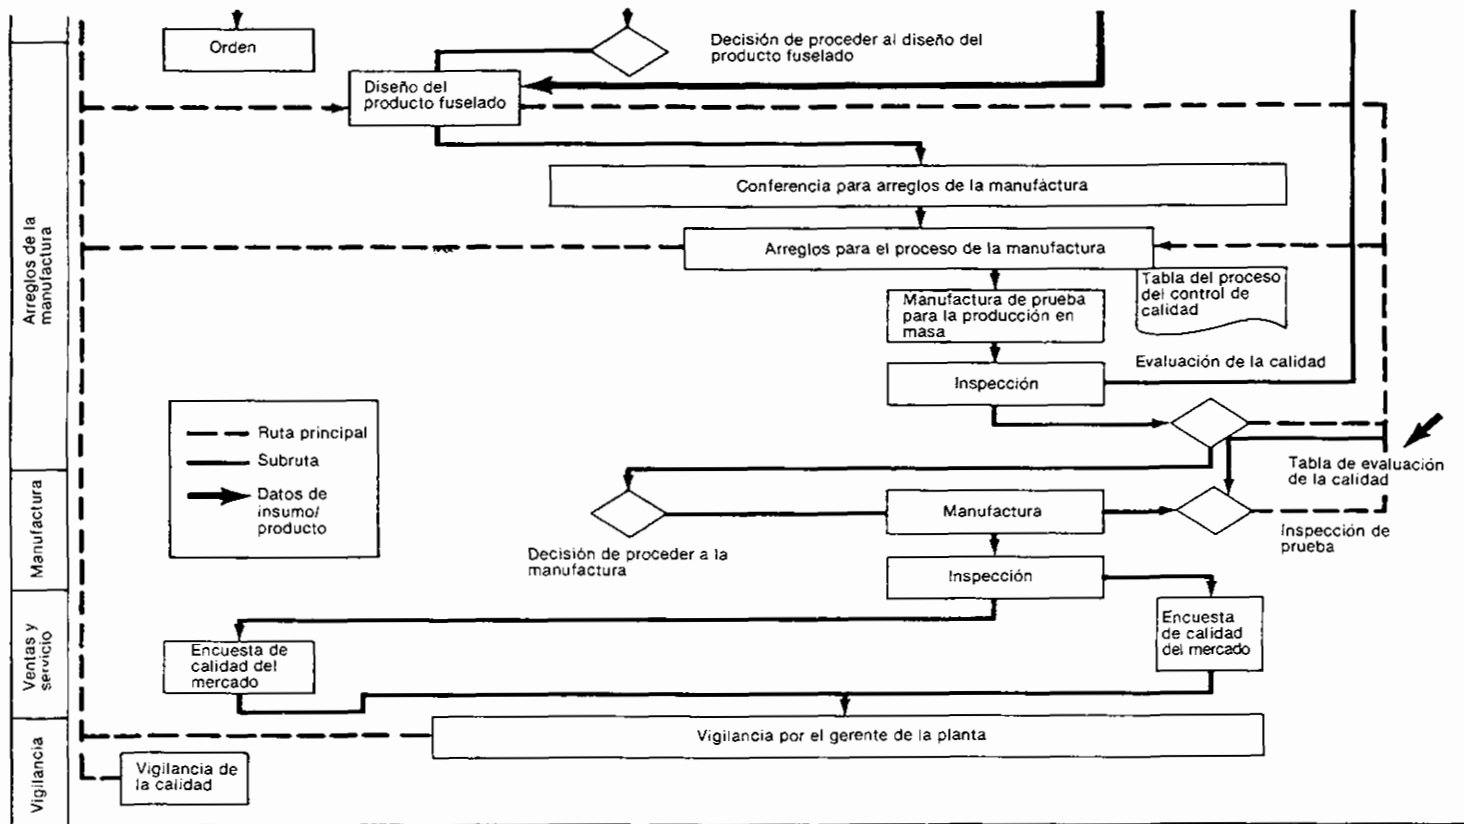 Orden
Decisión de proceder al diseño del
producto fuselado
Diseño del
producto fuselado
Conferencia para arreglos de la manufactura
Arreglos para el proceso de la manufactura
Tabla del proceso
del control de
calidad
Manufactura de prueba
para la producción en
masa
Evaluación de la calidad
Inspección
Arreglos de la
manufactura
Ruta principal
Subruta
Datos de
insumo/
producto
Tabla de evaluación
de la calidad
Manufactura
Manufactura
Inspección de
prueba
Decisión de proceder a la
manufactura
Inspección
Ventas y
servicio
Encuesta de
calidad del
mercado
Encuesta
de calidad
del mercado
Vigilancia por el gerente de la planta
Vigilancia
Vigilancia de
la calidad